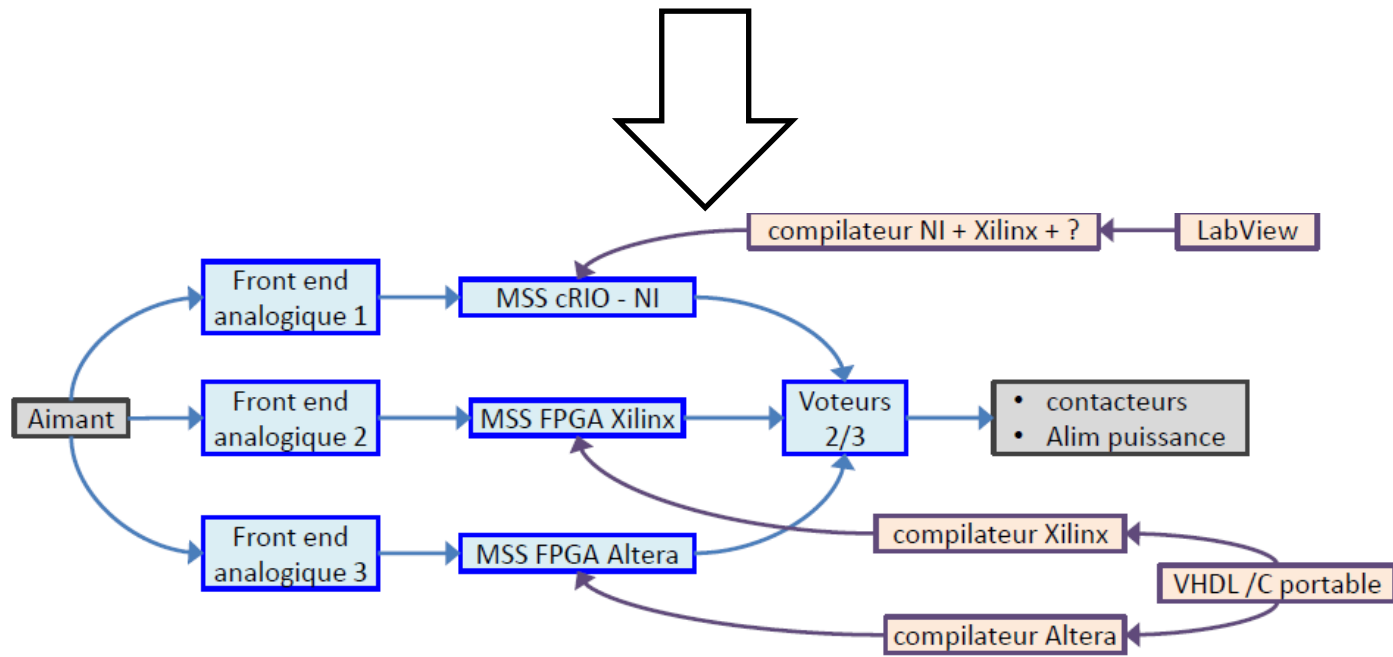 compilateur NI + Xilinx + ?
LabView
Front end
analogique 1
MSS cRIO - NI
Aimant
Front end
analogique 2
MSS FPGA Xilinx
Voteurs
2/3
• contacteurs
• Alim puissance
Front end
analogique 3
MSS FPGA Altera
compilateur Xilinx
VHDL /C portable
compilateur Altera